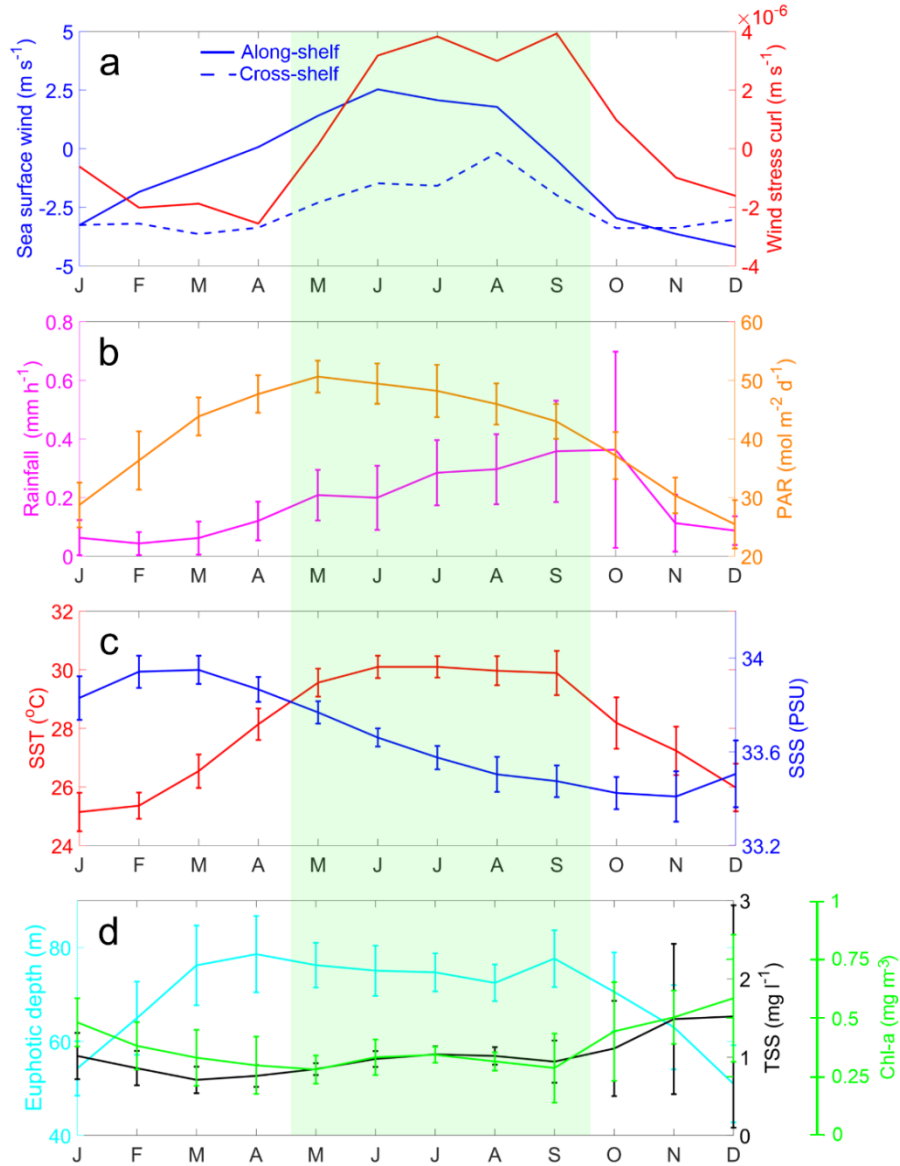 ×10⁻⁶
a
Along-shelf
Cross-shelf
Sea surface wind (m s⁻¹)
5
2.5
0
-2.5
-5
Wind stress curl (m s⁻¹)
6
4
2
0
-2
-4
J F M A M J J A S O N D
b
Rainfall (mm h⁻¹)
0.8
0.6
0.4
0.2
0
PAR (mol m⁻² d⁻¹)
60
50
40
30
20
J F M A M J J A S O N D
c
SST (⁰C)
32
30
28
26
24
SSS (PSU)
34
33.6
33.2
J F M A M J J A S O N D
d
Euphotic depth (m)
80
60
40
TSS (mg l⁻¹)
3
2
1
0
Chl-a (mg m⁻³)
1
0.75
0.5
0.25
0
J F M A M J J A S O N D